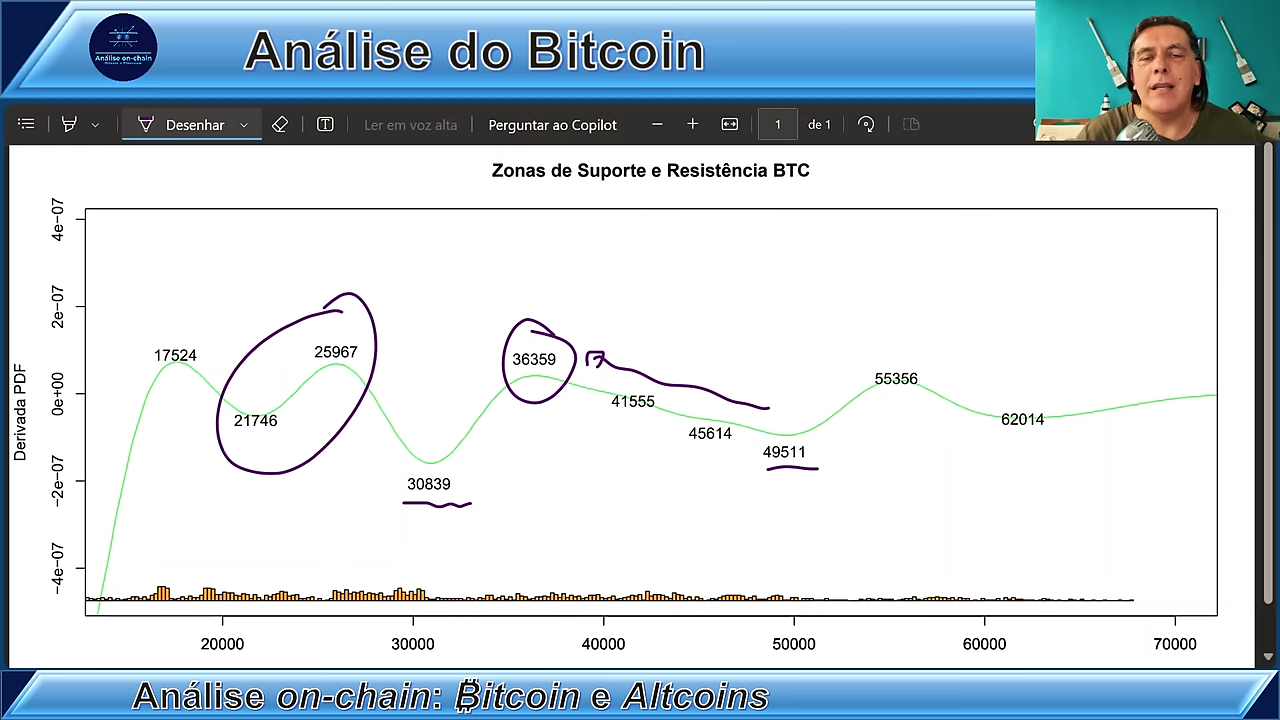 Análise do Bitcoin
Análise on-chain
Desenhar
Ler em voz alta
Perguntar ao Copilot
1
de 1
Zonas de Suporte e Resistência BTC
Derivada PDF
4e−07
2e−07
0e+00
−2e−07
−4e−07
17524
21746
25967
30839
36359
41555
45614
49511
55356
62014
20000
30000
40000
50000
60000
70000
Análise on-chain: ₿itcoin e Altcoins